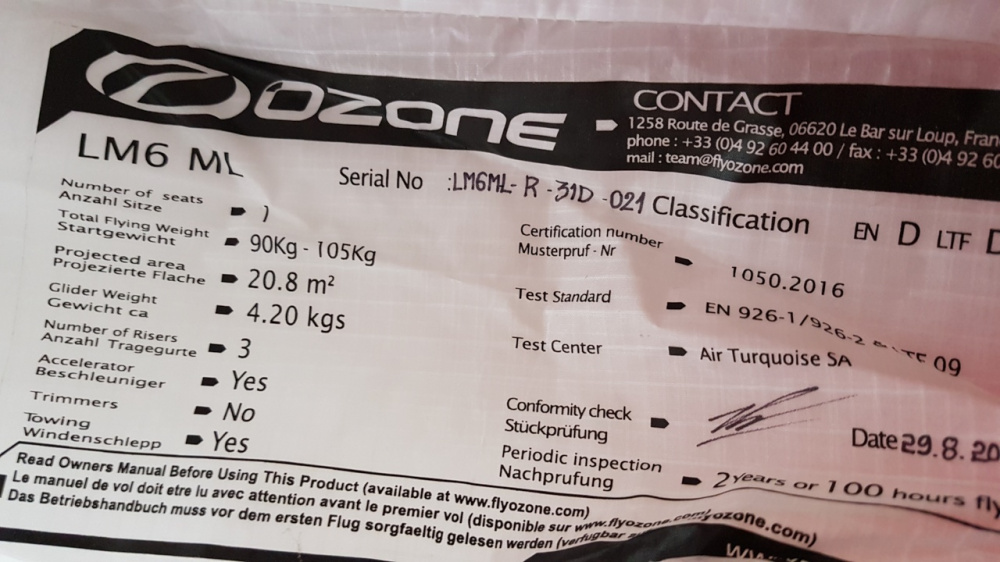 OZONE
CONTACT
1258 Route de Grasse, 06620 Le Bar sur Loup,
phone : +33 (0)4 92 60 44 00 / fax : +33 (0)4 92
mail : team@flyozone.com
LM6 ML
Serial No :LM6ML- R -31D -021
Classification EN D LTF
Number of seats
Anzahl Sitze
1
Total Flying Weight
Startgewicht
90Kg - 105Kg
Projected area
Projezierte Flache
20.8 m²
Glider Weight
Gewicht ca
4.20 kgs
Number of Risers
Anzahl Tragegurte
3
Accelerator
Beschleuniger
Yes
Trimmers
No
Towing
Windenschlepp
Yes
Certification number
Musterpruf - Nr
1050.2016
Test Standard
EN 926-1/926-2 09
Test Center
Air Turquoise SA
Conformity check
Stückprüfung
Date 29.8.
Periodic inspection
Nachprufung
2years or 100 hours
Read Owners Manual Before Using This Product (available at www.flyozone.com)
Le manuel de vol doit etre lu avec attention avant le premier vol (disponible sur www.flyozone.com)
Das Betriebshandbuch muss vor dem ersten Flug sorgfaeltig gelesen werden (verfugbar ozone.com)